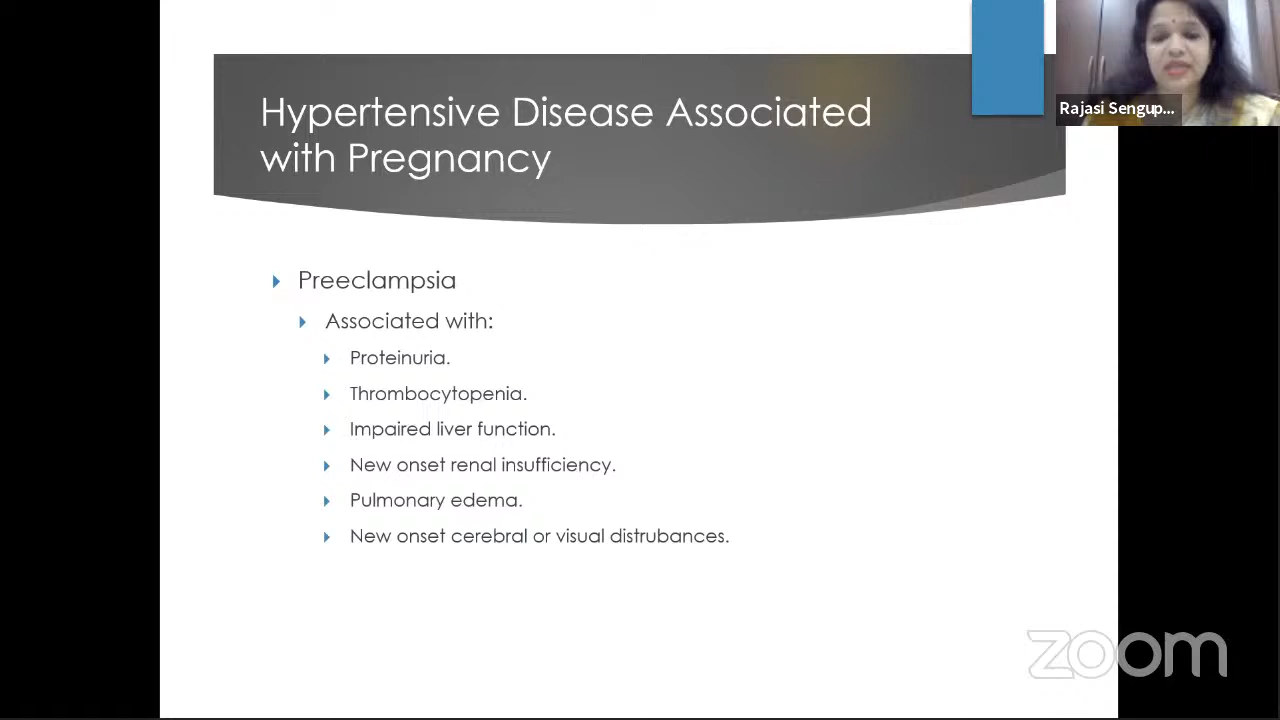 Hypertensive Disease Associated
with Pregnancy
Rajasi Sengup...
Preeclampsia
Associated with:
Proteinuria.
Thrombocytopenia.
Impaired liver function.
New onset renal insufficiency.
Pulmonary edema.
New onset cerebral or visual distrubances.
zoom